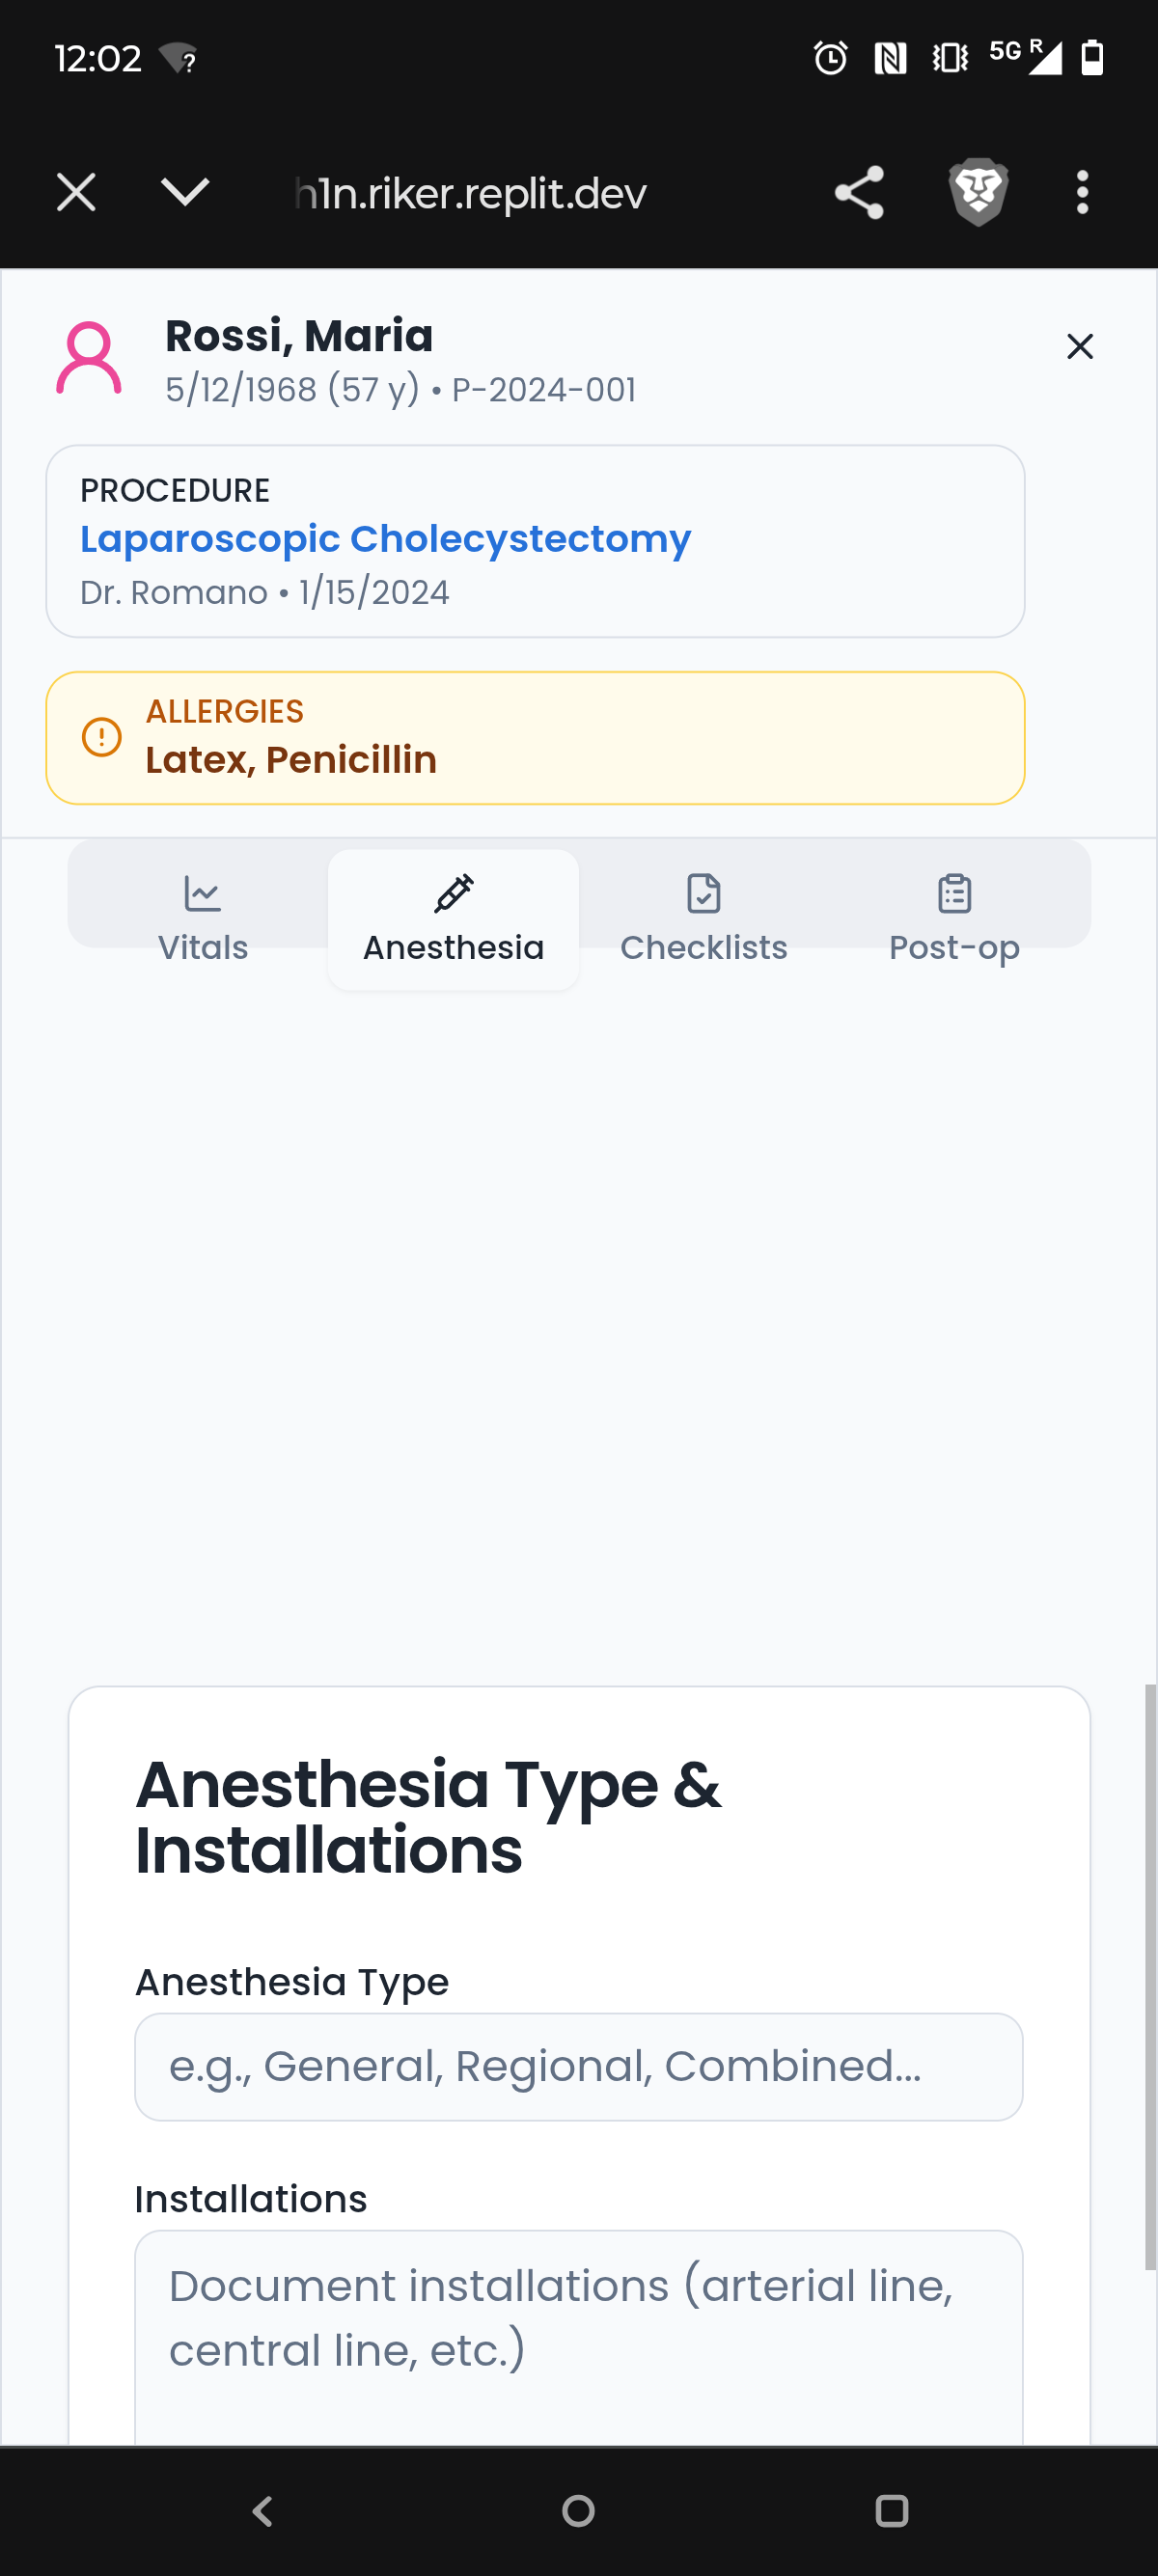 12:02
5G R
h1n.riker.replit.dev
Rossi, Maria
5/12/1968 (57 y) • P-2024-001
PROCEDURE
Laparoscopic Cholecystectomy
Dr. Romano • 1/15/2024
ALLERGIES
Latex, Penicillin
Vitals
Anesthesia
Checklists
Post-op
Anesthesia Type &
Installations
Anesthesia Type
e.g., General, Regional, Combined...
Installations
Document installations (arterial line,
central line, etc.)